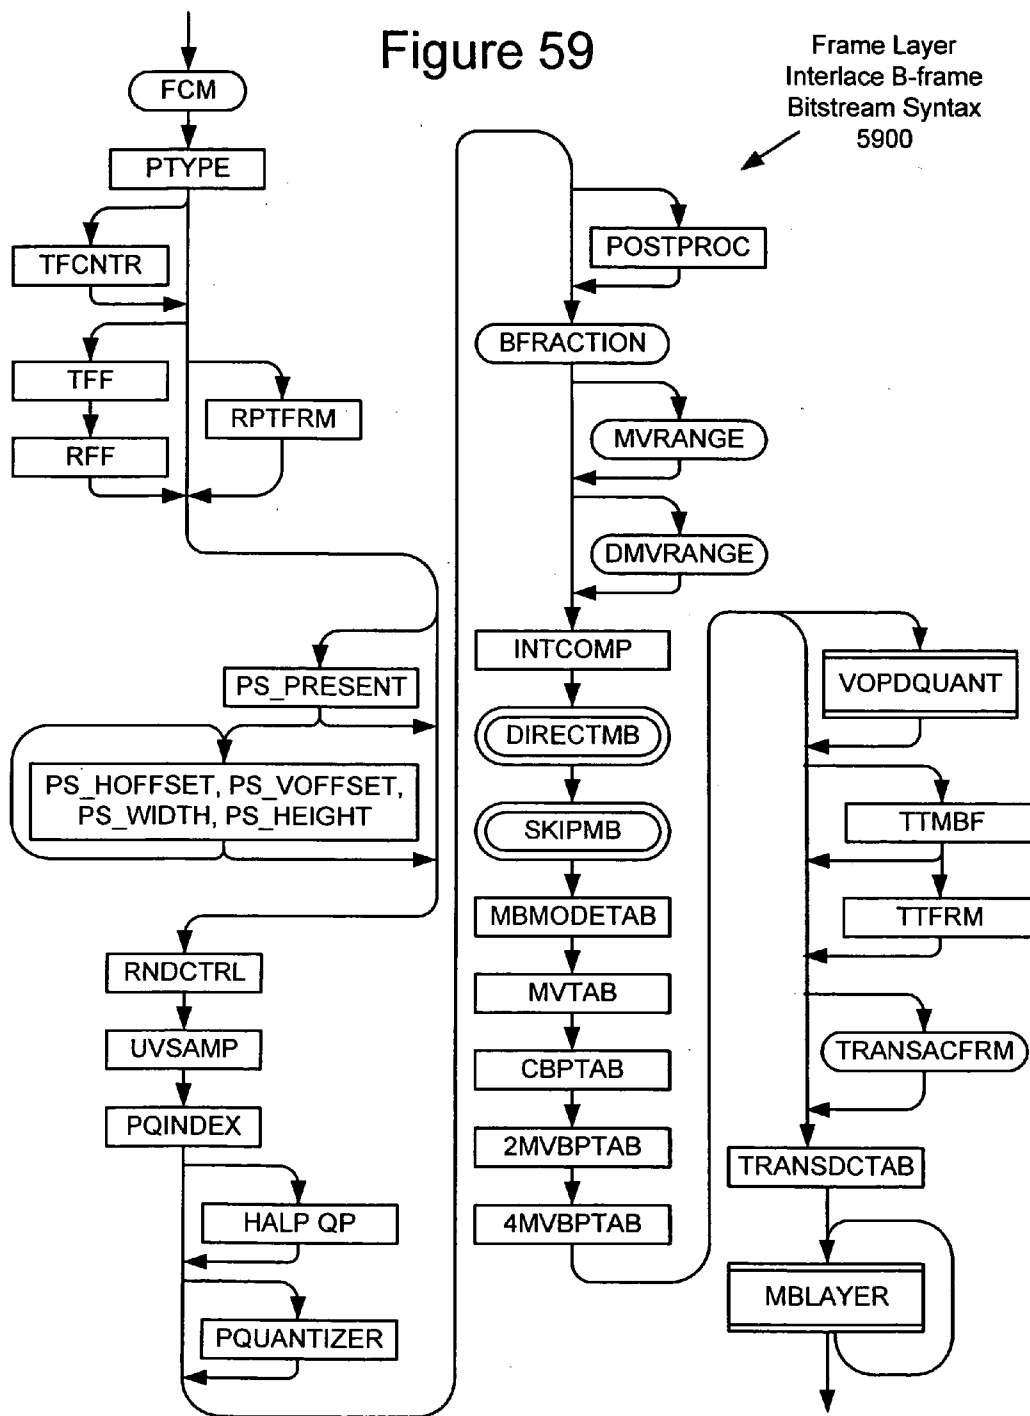 Figure 59
Frame Layer
Interlace B-frame
Bitstream Syntax
5900
FCM
PTYPE
TFCNTR
TFF
RPTFRM
RFF
PS_PRESENT
PS_HOFFSET, PS_VOFFSET,
PS_WIDTH, PS_HEIGHT
RNDCTRL
UVSAMP
PQINDEX
HALP QP
PQUANTIZER
POSTPROC
BFRACTION
MVRANGE
DMVRANGE
INTCOMP
DIRECTMB
SKIPMB
MBMODETAB
MVTAB
CBPTAB
2MVBPTAB
4MVBPTAB
VOPDQUANT
TTMBF
TTFRM
TRANSACFRM
TRANSDCTAB
MBLAYER